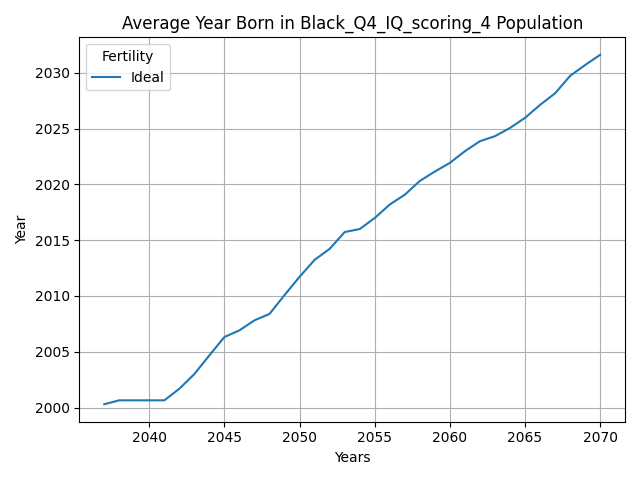 Average Year Born in Black_Q4_IQ_scoring_4 Population
Fertility
Ideal
Year
2030
2025
2020
2015
2010
2005
2000
2040 2045 2050 2055 2060 2065 2070
Years